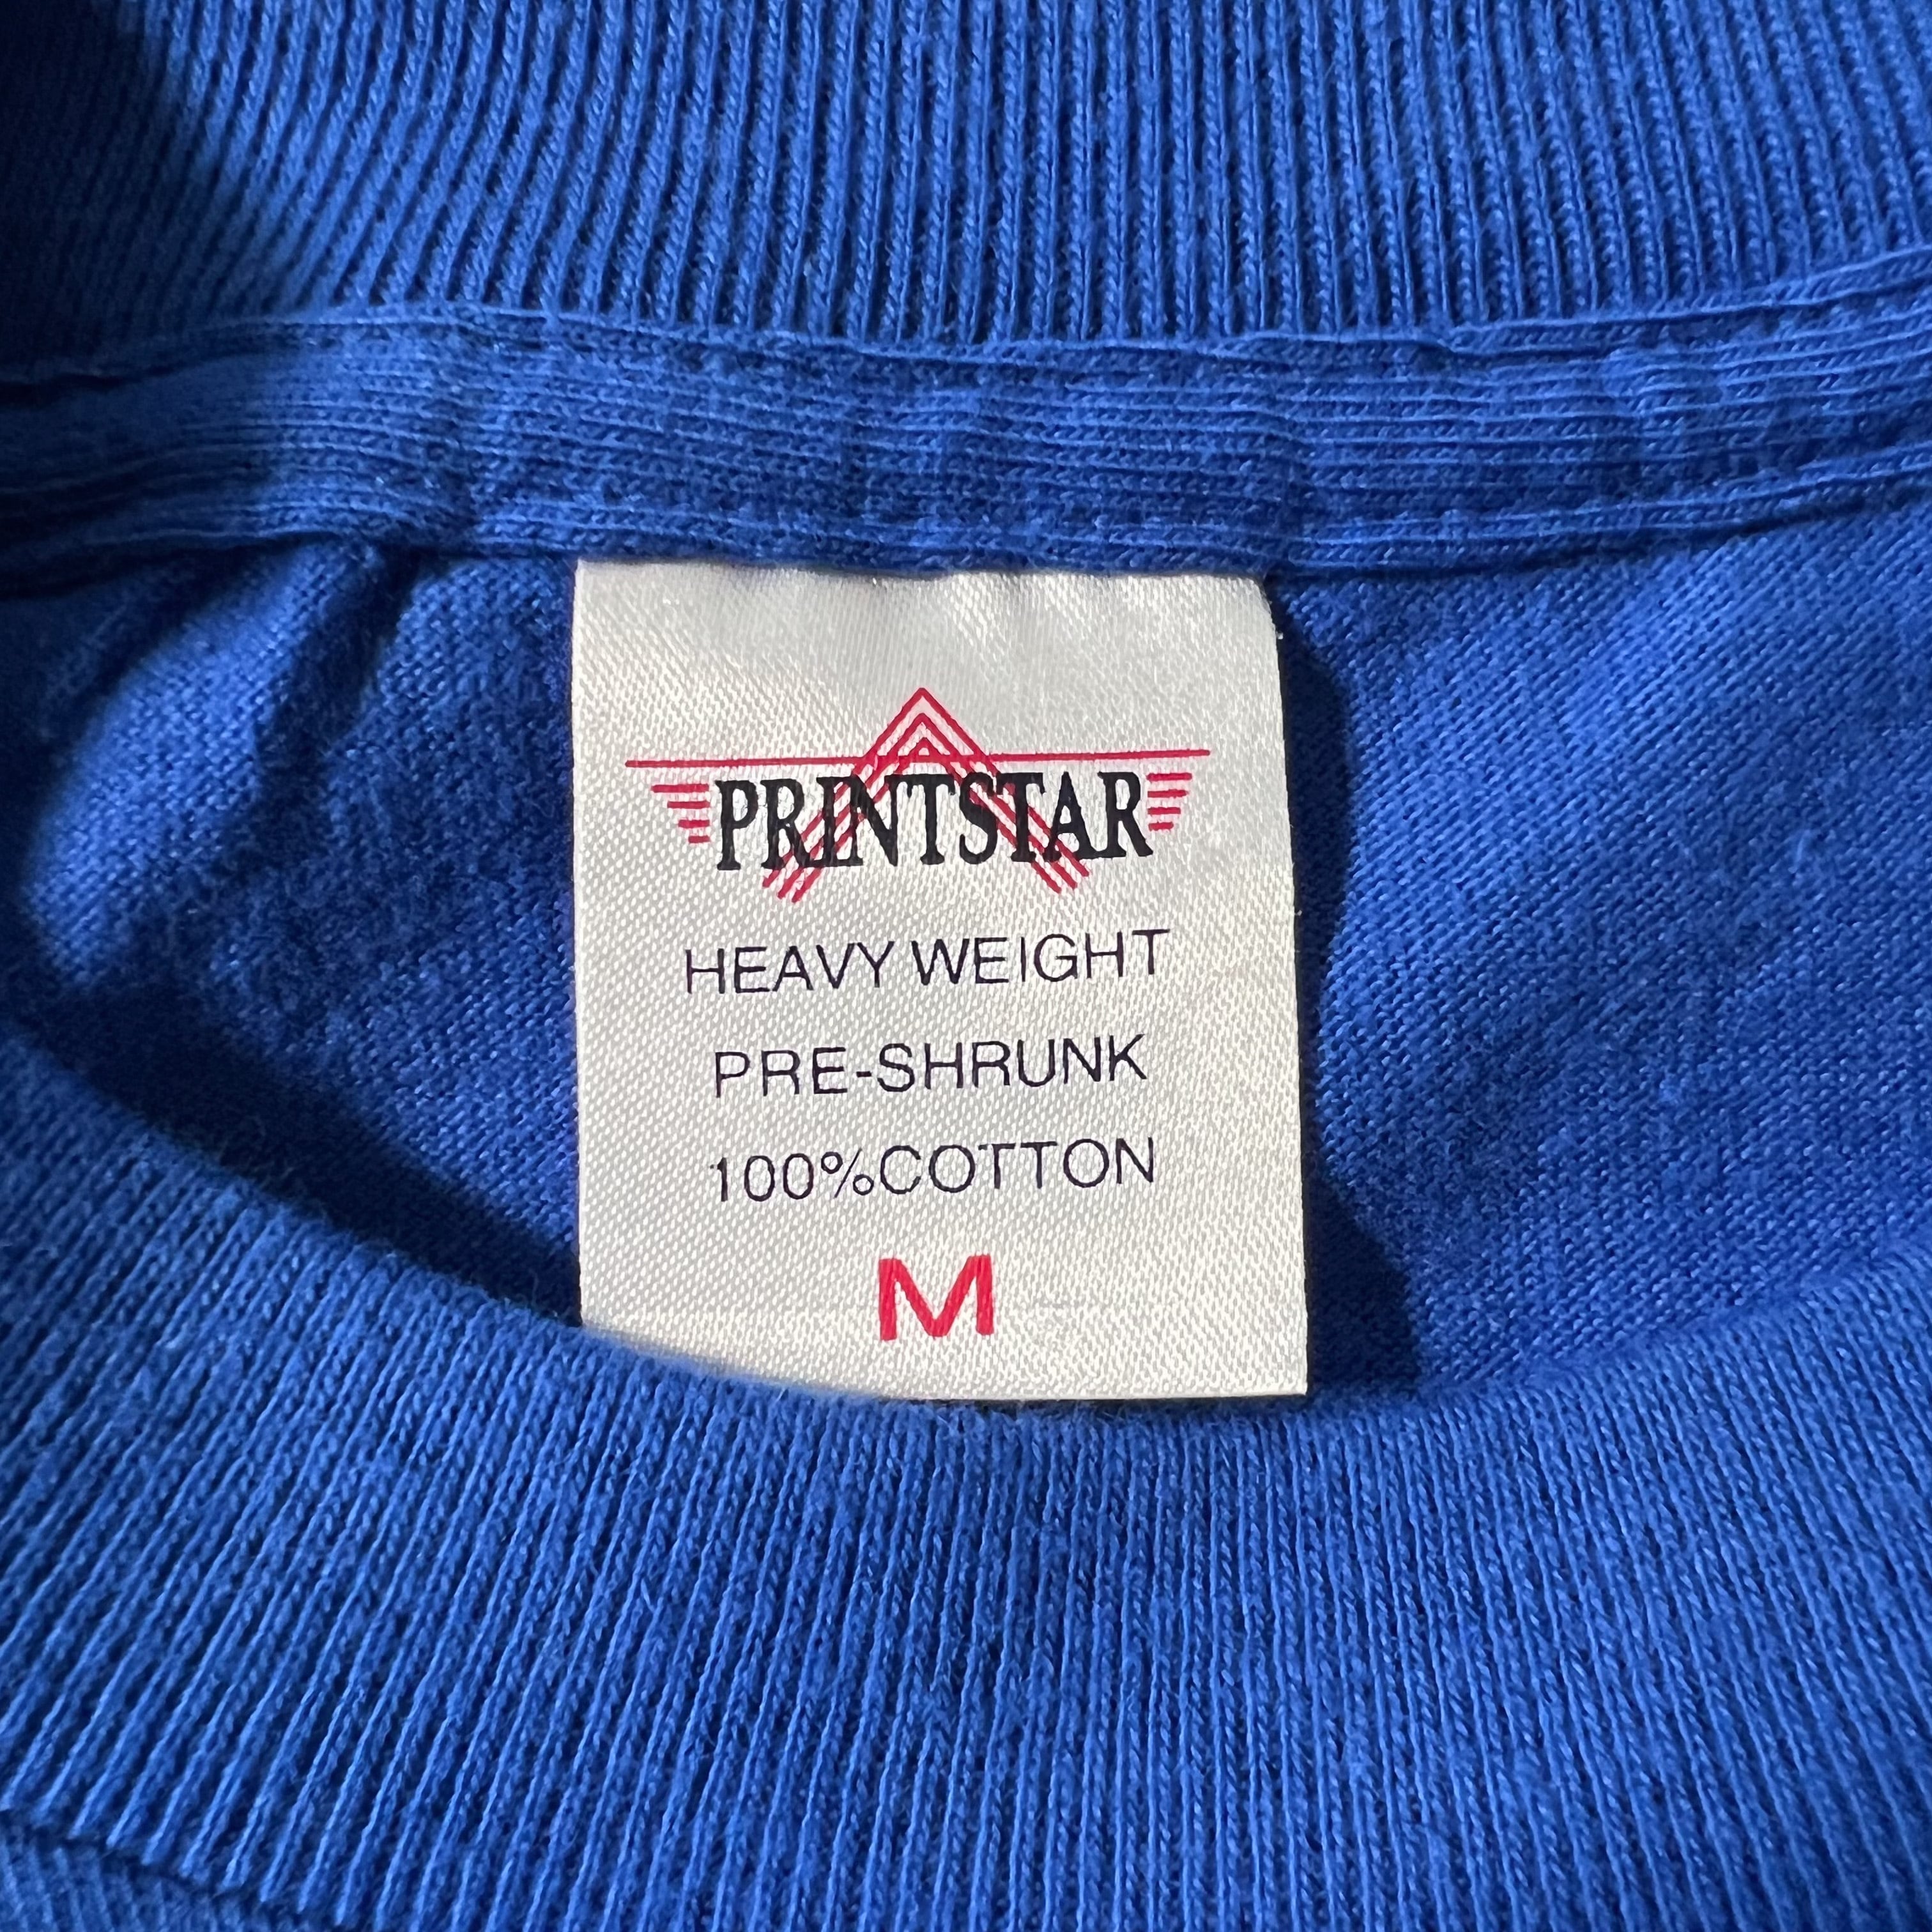 PRINTSTAR
HEAVY WEIGHT
PRE-SHRUNK
100%COTTON
M